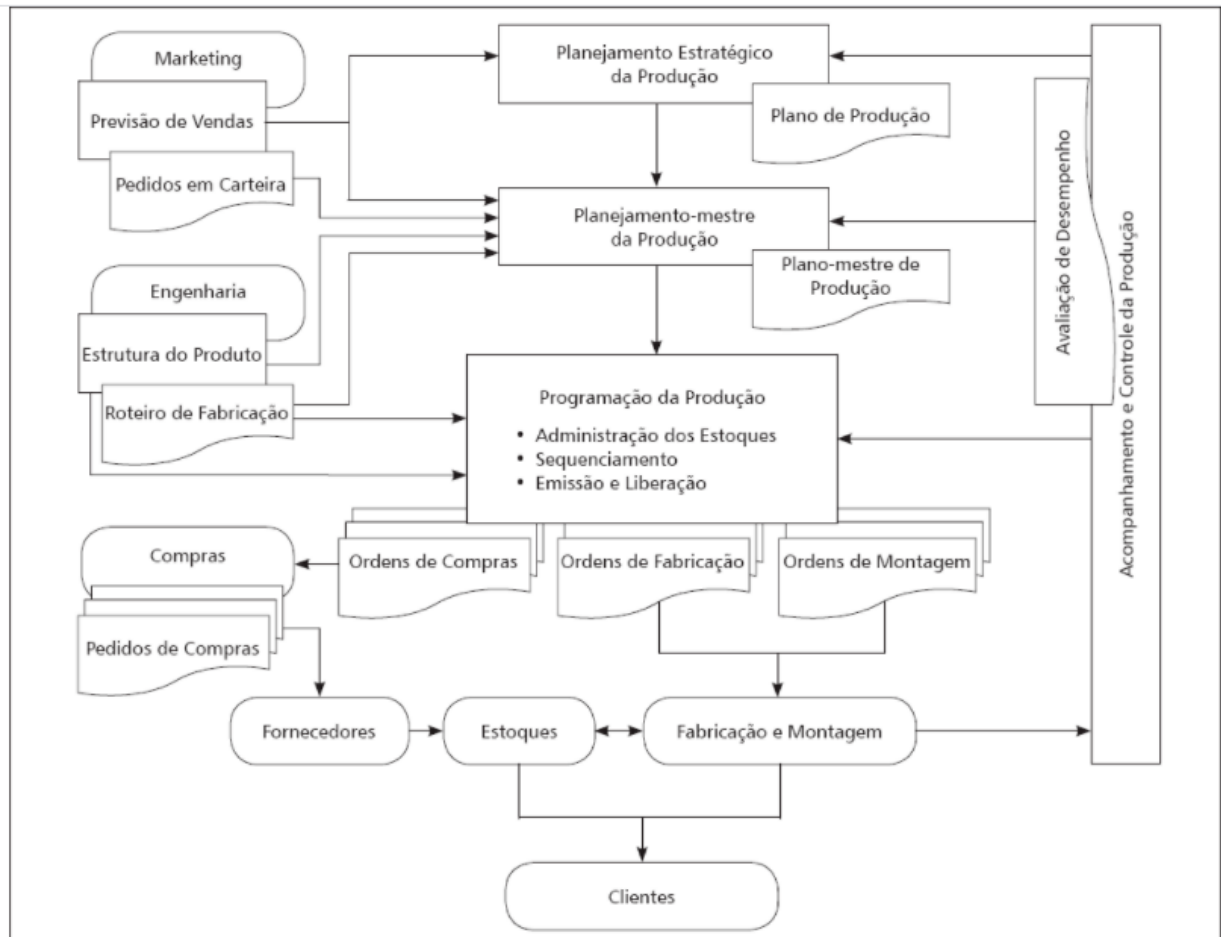 Marketing
Previsão de Vendas
Pedidos em Carteira
Planejamento Estratégico
da Produção
Plano de Produção
Planejamento-mestre
da Produção
Plano-mestre de
Produção
Engenharia
Estrutura do Produto
Roteiro de Fabricação
Programação da Produção
• Administração dos Estoques
• Sequenciamento
• Emissão e Liberação
Avaliação de Desempenho
Acompanhamento e Controle da Produção
Ordens de Compras
Ordens de Fabricação
Ordens de Montagem
Compras
Pedidos de Compras
Fornecedores
Estoques
Fabricação e Montagem
Clientes